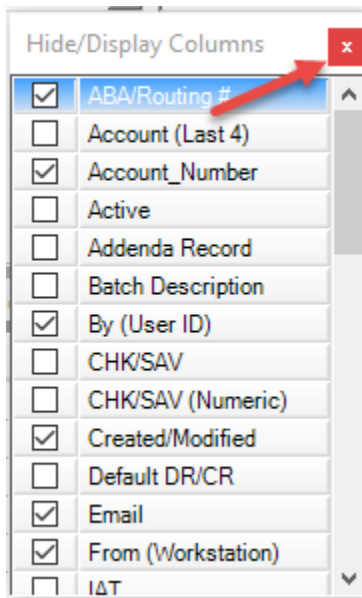 Hide/Display Columns
x
ABA/Routing #
Account (Last 4)
Account_Number
Active
Addenda Record
Batch Description
By (User ID)
CHK/SAV
CHK/SAV (Numeric)
Created/Modified
Default DR/CR
Email
From (Workstation)
IAT